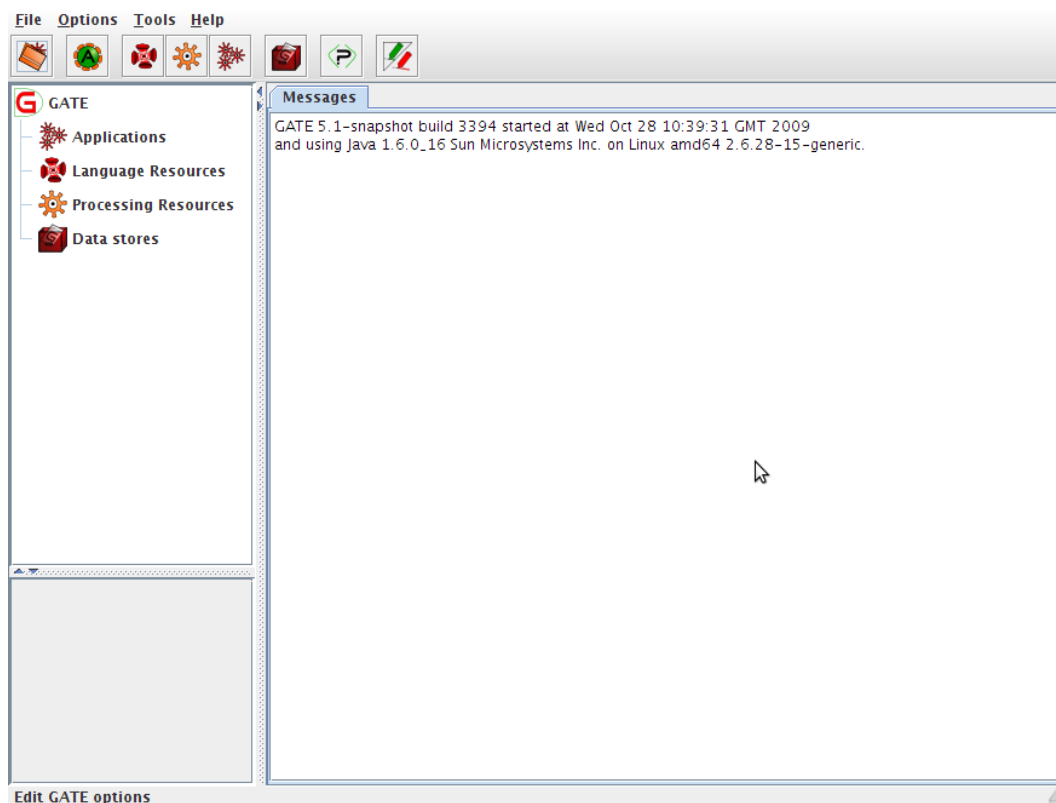 File Options Tools Help
GATE
Applications
Language Resources
Processing Resources
Data stores
Messages
GATE 5.1-snapshot build 3394 started at Wed Oct 28 10:39:31 GMT 2009
and using Java 1.6.0_16 Sun Microsystems Inc. on Linux amd64 2.6.28-15-generic.
Edit GATE options